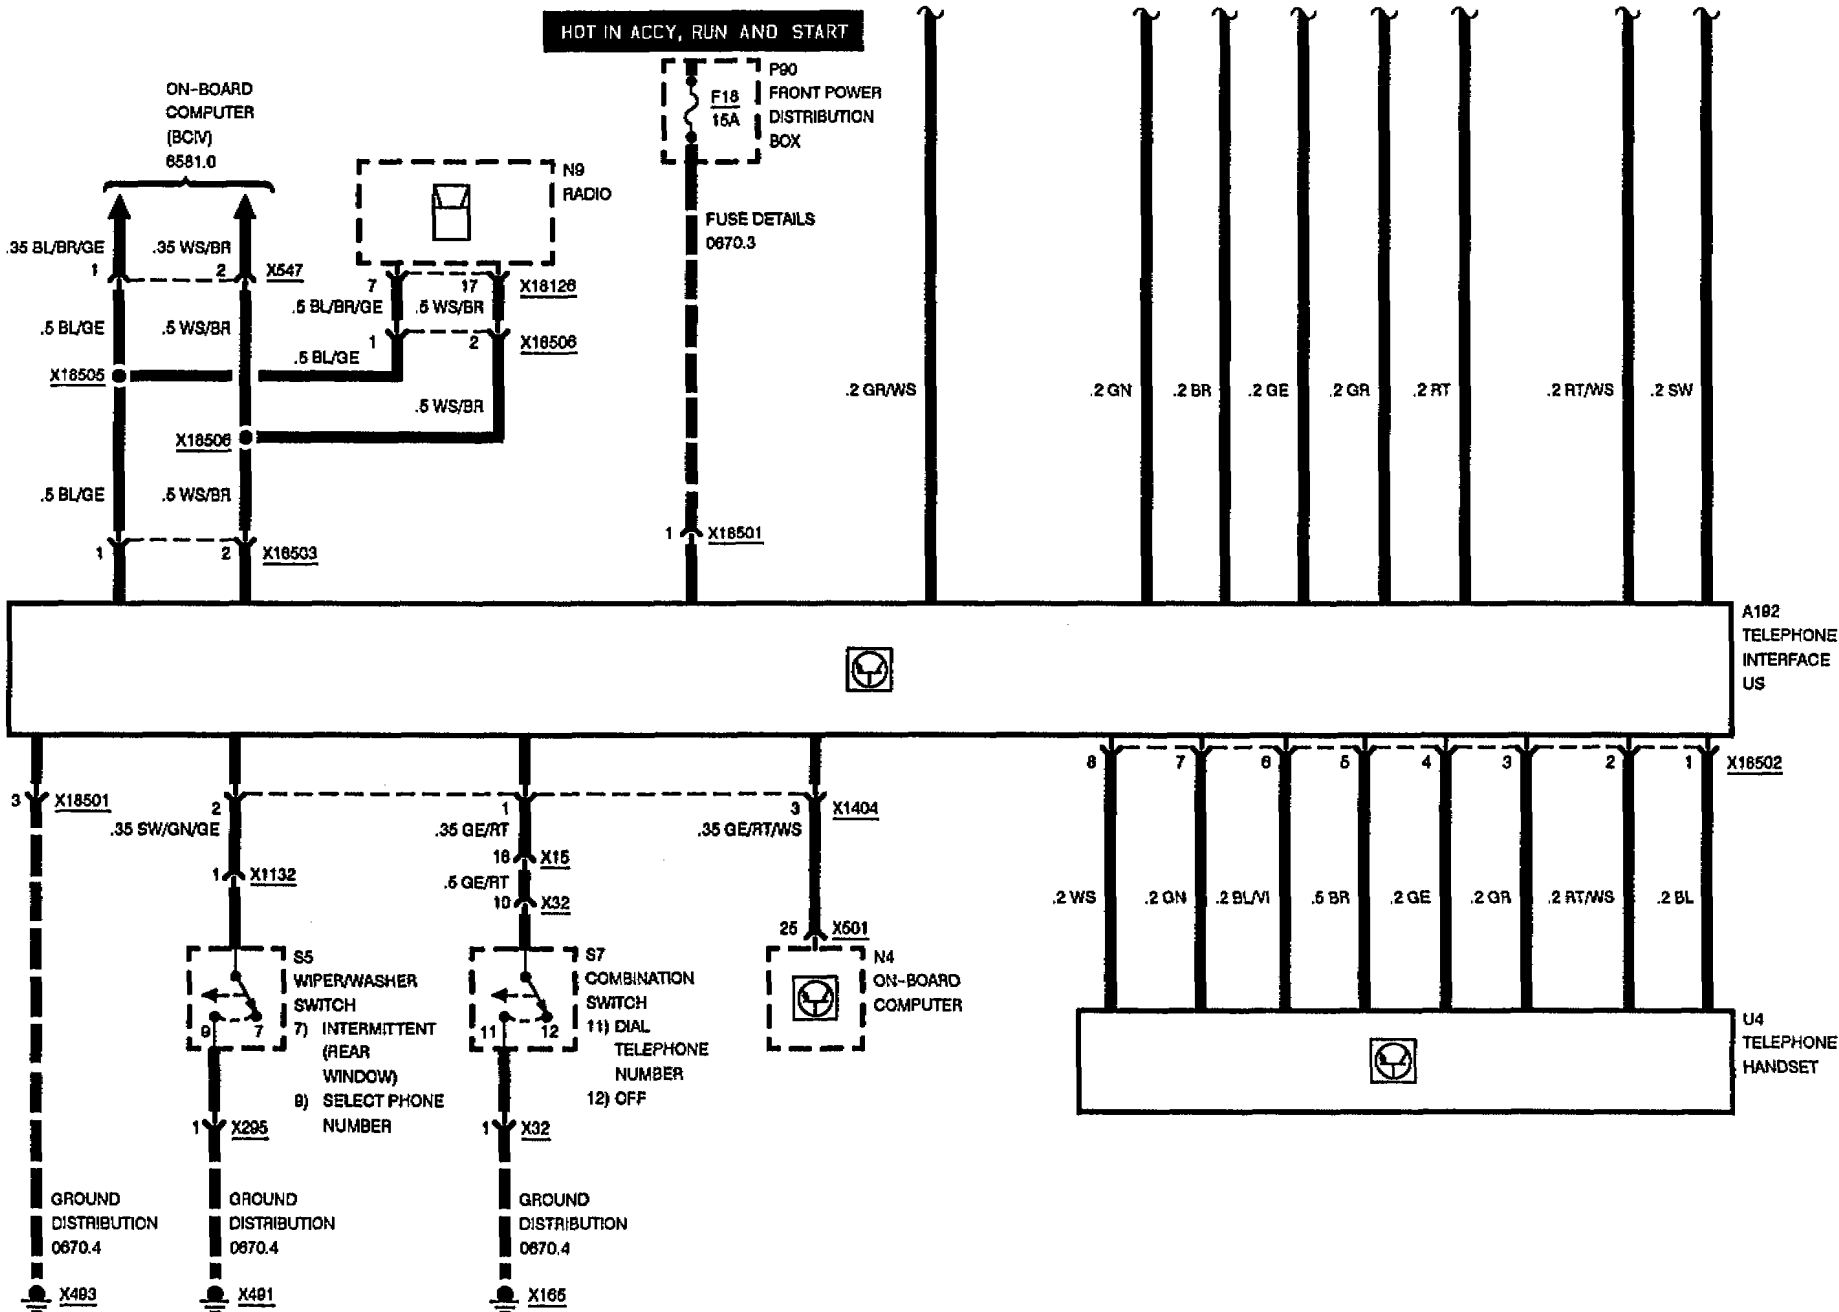 HOT IN ACCY, RUN AND START
ON-BOARD
COMPUTER
(BCIV)
6581.0
P90
FRONT POWER
DISTRIBUTION
BOX
F18
15A
N9
RADIO
FUSE DETAILS
0670.3
.35 BL/BR/GE
.35 WS/BR
1
2
X547
7
17
X18126
.5 BL/BR/GE
.5 WS/BR
.5 BL/GE
.5 WS/BR
1
2
X18508
.5 BL/GE
X18505
.5 WS/BR
X18506
.5 BL/GE
.5 WS/BR
.2 GR/WS
.2 GN
.2 BR
.2 GE
.2 GR
.2 RT
.2 RT/WS
.2 SW
1
X18501
1
2
X18503
A192
TELEPHONE
INTERFACE
US
8
7
6
5
4
3
2
1
X18502
3
X18501
2
1
3
X1404
.35 SW/GN/GE
.35 GE/RT
.35 GE/RT/WS
1
X1132
18
X15
.5 GE/RT
10
X32
25
X501
.2 WS
.2 GN
.2 BL/VI
.5 BR
.2 GE
.2 GR
.2 RT/WS
.2 BL
S5
WIPER/WASHER
SWITCH
7) INTERMITTENT
(REAR
WINDOW)
9) SELECT PHONE
NUMBER
9
7
S7
COMBINATION
SWITCH
11) DIAL
TELEPHONE
NUMBER
12) OFF
11
12
N4
ON-BOARD
COMPUTER
U4
TELEPHONE
HANDSET
1
X295
1
X32
GROUND
DISTRIBUTION
0670.4
GROUND
DISTRIBUTION
0670.4
GROUND
DISTRIBUTION
0670.4
X493
X491
X165